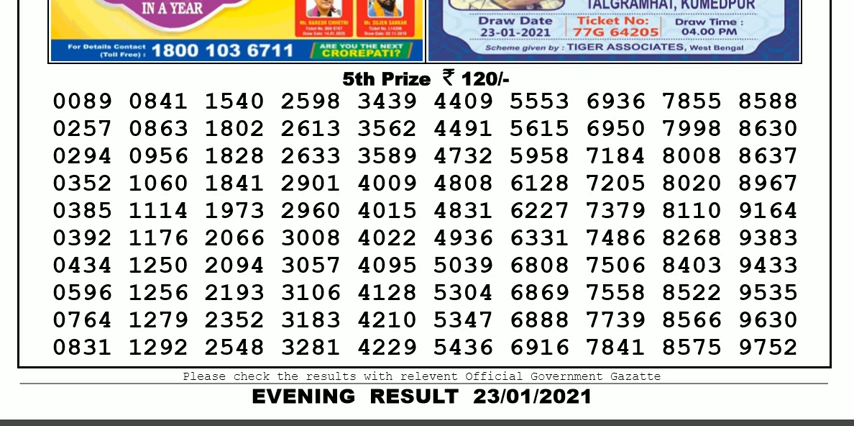 IN A YEAR
TALGRAMHAT, KUMEDPUR
Mr. DILEN SARKAR
Draw Date
23-01-2021
Ticket No:
77G 64205
Draw Time :
04.00 PM
For Details Contact
(Toll Free) :
1800 103 6711
ARE YOU THE NEXT
CROREPATI?
Scheme given by : TIGER ASSOCIATES, West Bengal
5th Prize ₹ 120/-
0089 0841 1540 2598 3439 4409 5553 6936 7855 8588
0257 0863 1802 2613 3562 4491 5615 6950 7998 8630
0294 0956 1828 2633 3589 4732 5958 7184 8008 8637
0352 1060 1841 2901 4009 4808 6128 7205 8020 8967
0385 1114 1973 2960 4015 4831 6227 7379 8110 9164
0392 1176 2066 3008 4022 4936 6331 7486 8268 9383
0434 1250 2094 3057 4095 5039 6808 7506 8403 9433
0596 1256 2193 3106 4128 5304 6869 7558 8522 9535
0764 1279 2352 3183 4210 5347 6888 7739 8566 9630
0831 1292 2548 3281 4229 5436 6916 7841 8575 9752
Please check the results with relevent Official Government Gazatte
EVENING RESULT 23/01/2021